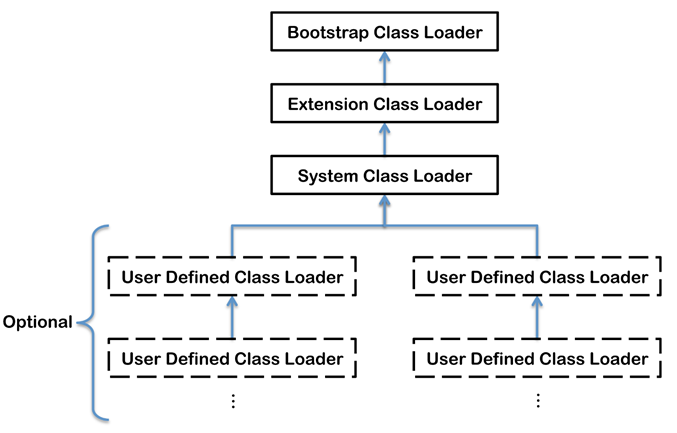 Bootstrap Class Loader
Extension Class Loader
System Class Loader
User Defined Class Loader
User Defined Class Loader
Optional
User Defined Class Loader
User Defined Class Loader
⋮
⋮